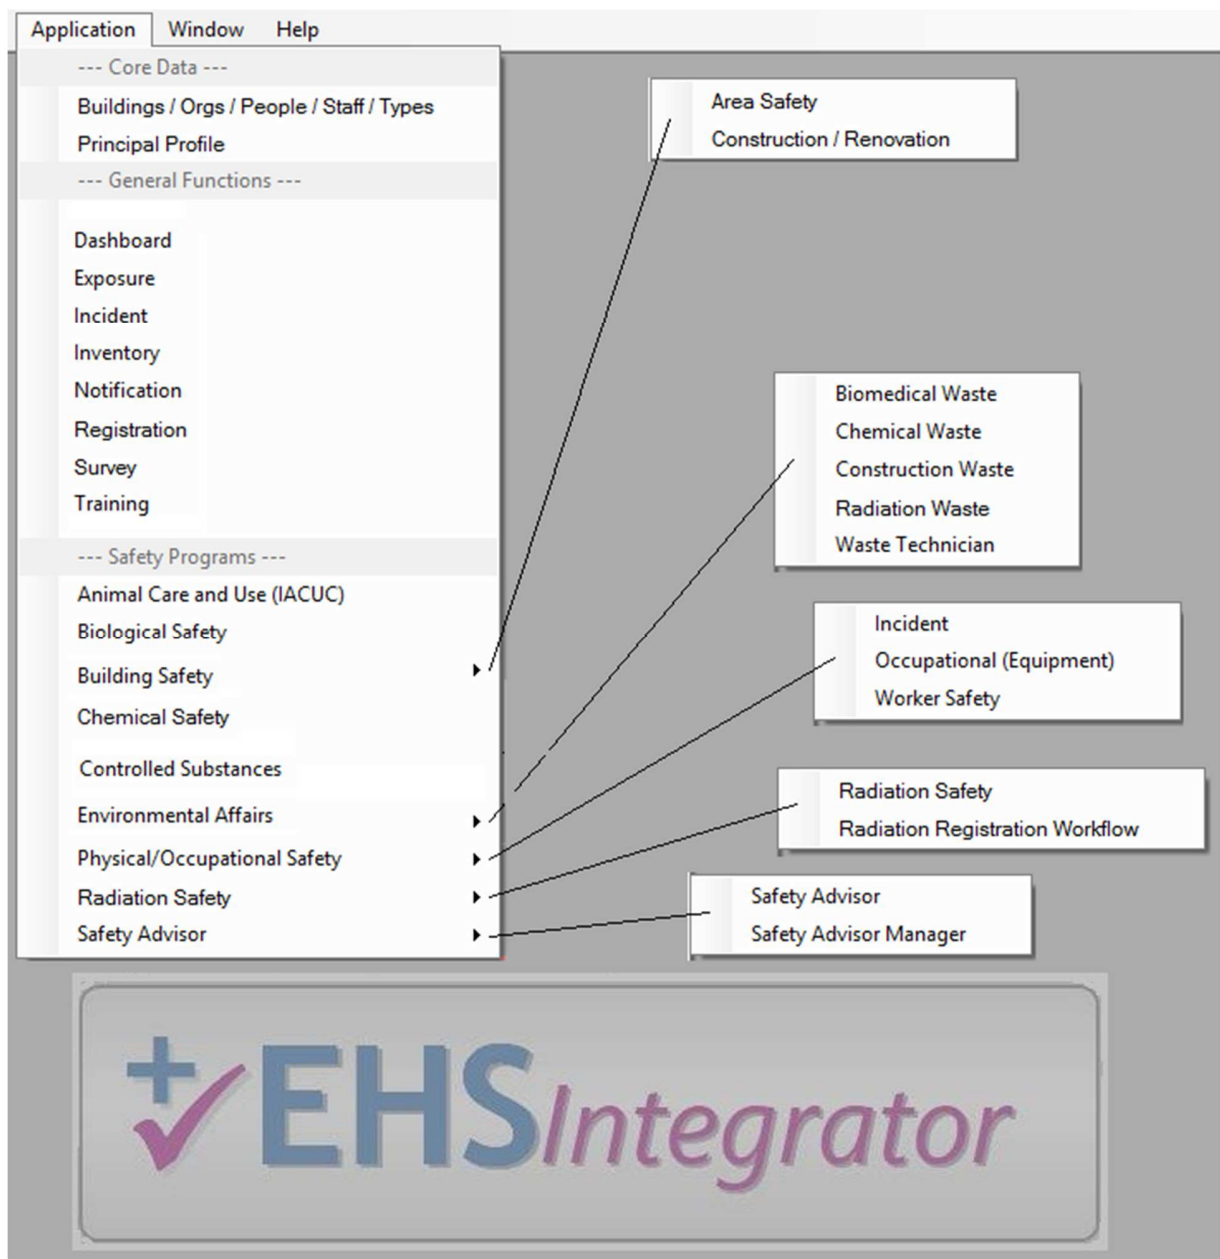 Application Window Help
--- Core Data ---
Buildings / Orgs / People / Staff / Types
Principal Profile
--- General Functions ---
Dashboard
Exposure
Incident
Inventory
Notification
Registration
Survey
Training
--- Safety Programs ---
Animal Care and Use (IACUC)
Biological Safety
Building Safety
Chemical Safety
Controlled Substances
Environmental Affairs
Physical/Occupational Safety
Radiation Safety
Safety Advisor
Area Safety
Construction / Renovation
Biomedical Waste
Chemical Waste
Construction Waste
Radiation Waste
Waste Technician
Incident
Occupational (Equipment)
Worker Safety
Radiation Safety
Radiation Registration Workflow
Safety Advisor
Safety Advisor Manager
EHSIntegrator